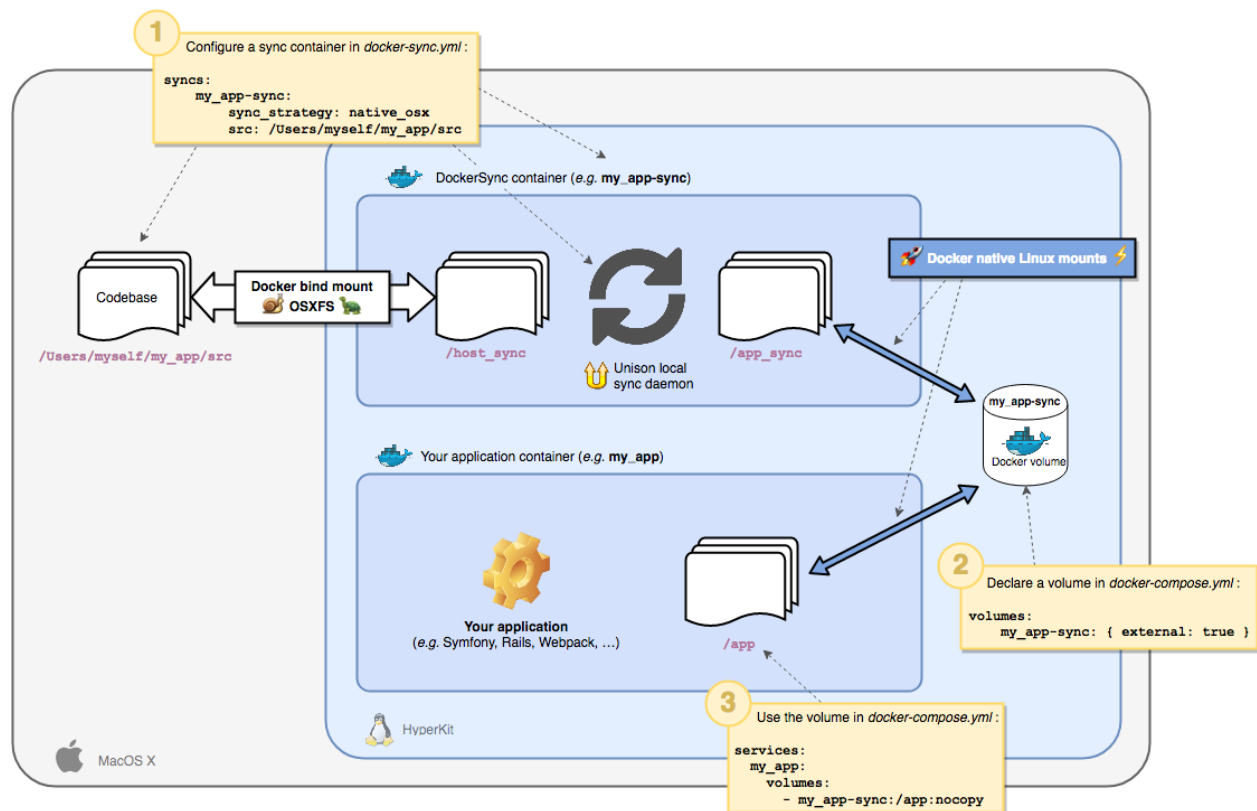 1
Configure a sync container in docker-sync.yml :
syncs:
my_app-sync:
sync_strategy: native_osx
src: /Users/myself/my_app/src
DockerSync container (e.g. my_app-sync)
🚀 Docker native Linux mounts ⚡
Codebase
Docker bind mount
🐌 OSXFS 🐢
/Users/myself/my_app/src
/host_sync
/app_sync
Unison local
sync daemon
my_app-sync
Docker volume
Your application container (e.g. my_app)
Your application
(e.g. Symfony, Rails, Webpack, …)
/app
2
Declare a volume in docker-compose.yml :
volumes:
my_app-sync: { external: true }
3
Use the volume in docker-compose.yml :
services:
my_app:
volumes:
- my_app-sync:/app:nocopy
HyperKit
MacOS X